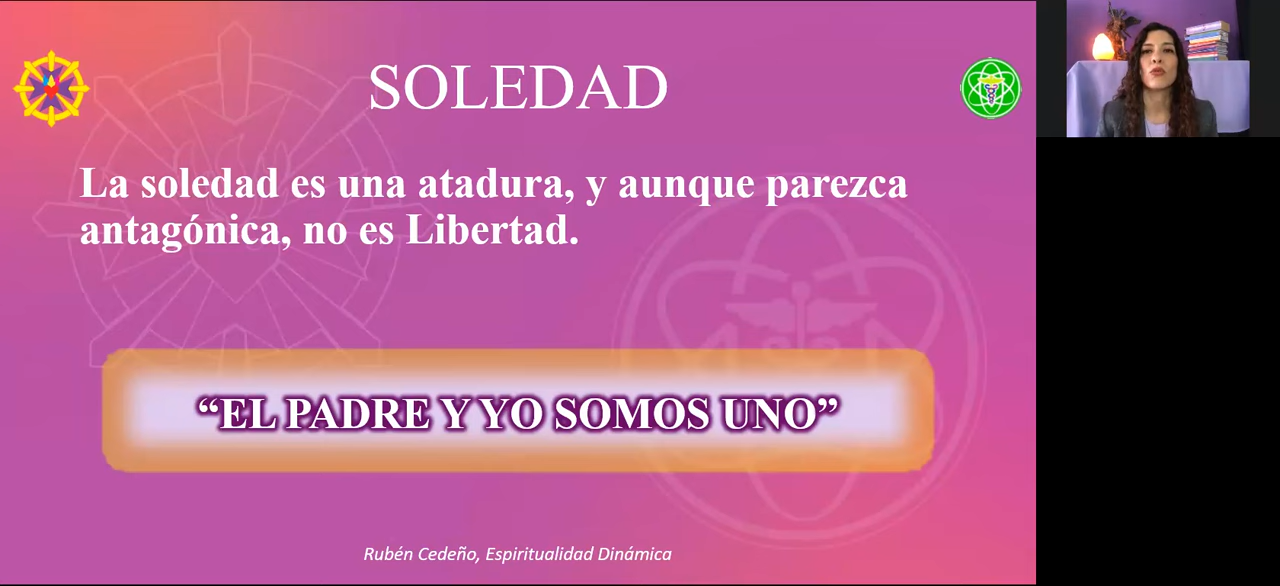 SOLEDAD
La soledad es una atadura, y aunque parezca
antagónica, no es Libertad.
“EL PADRE Y YO SOMOS UNO”
Rubén Cedeño, Espiritualidad Dinámica